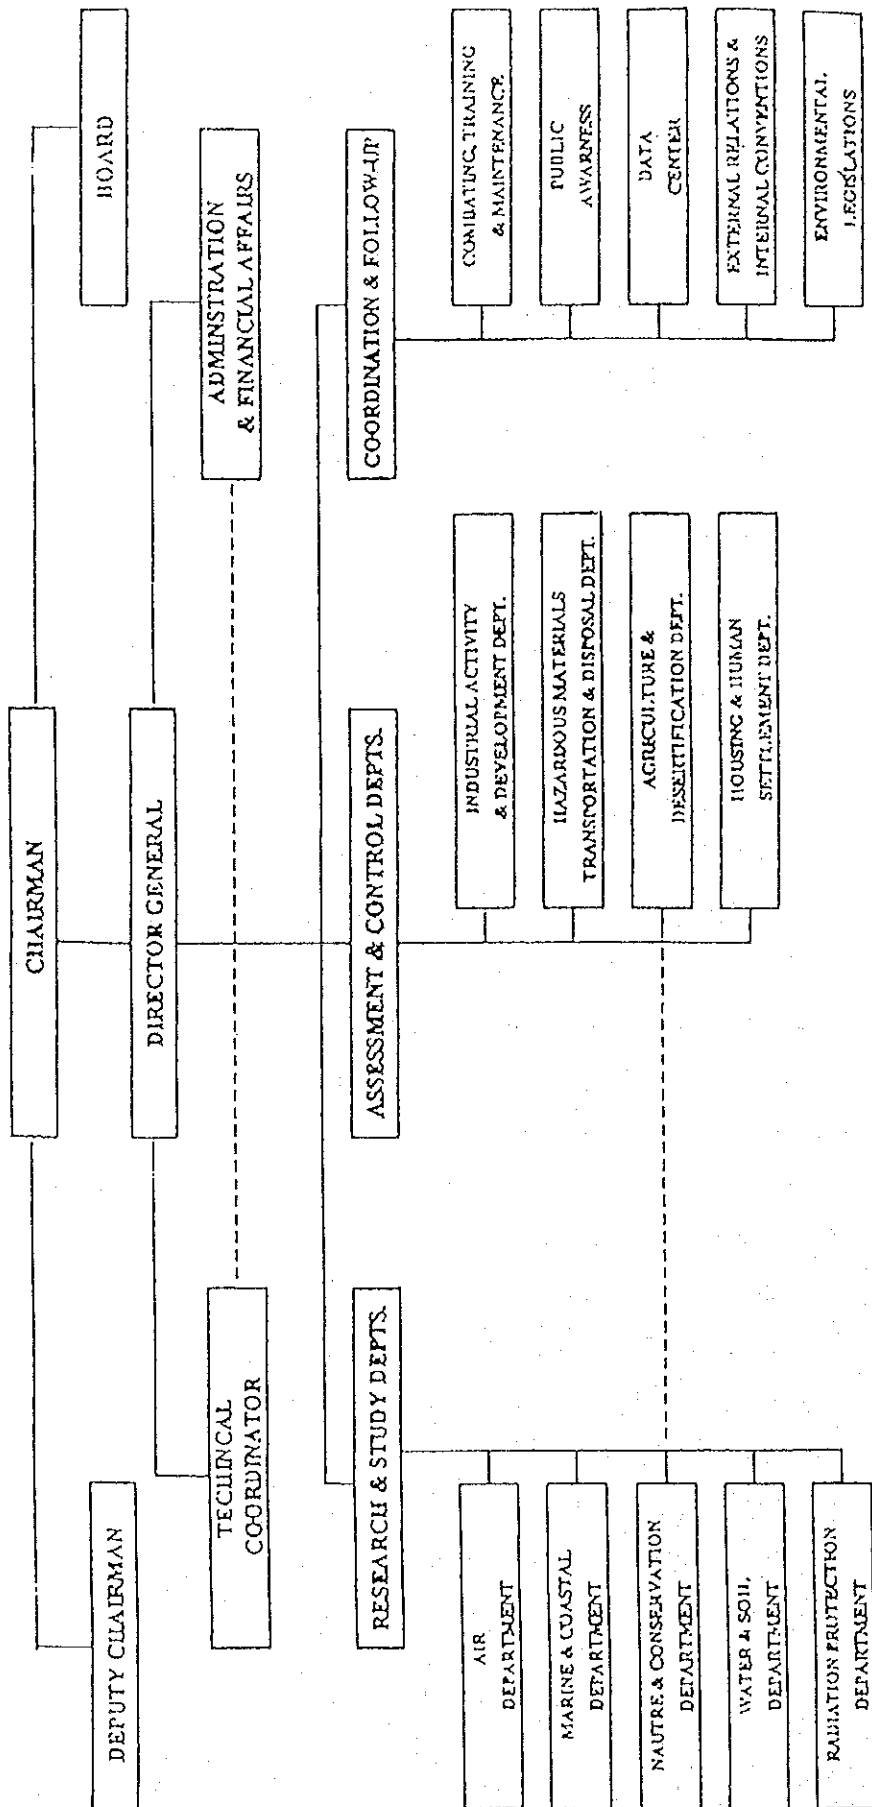 CHAIRMAN
BOARD
DEPUTY CHAIRMAN
DIRECTOR GENERAL
ADMINSTRATION
& FINANCIAL AFFAIRS
TECHINCAL
COORDINATOR
RESEARCH & STUDY DEPTS.
ASSESSMENT & CONTROL DEPTS.
COORDINATION & FOLLOW-UP
AIR
DEPARTMENT
MARINE & COASTAL
DEPARTMENT
NAUTRE & CONSERVATION
DEPARTMENT
WATER & SOIL
DEPARTMENT
RADIATION PROTECTION
DEPARTMENT
INDUSTRIAL ACTIVITY
& DEVELOPMENT DEPT.
HAZARDOUS MATERIALS
TRANSPORTATION & DISPOSAL DEPT.
AGRICULTURE &
DESERTIFICATION DEPT.
HOUSING & HUMAN
SETTLEMENT DEPT.
COMBATING, TRAINING
& MAINTENANCE
PUBLIC
AWARNESS
DATA
CENTER
EXTERNAL RELATIONS &
INTERNAL CONVENTIONS
ENVIRONMENTAL
LEGISLATIONS